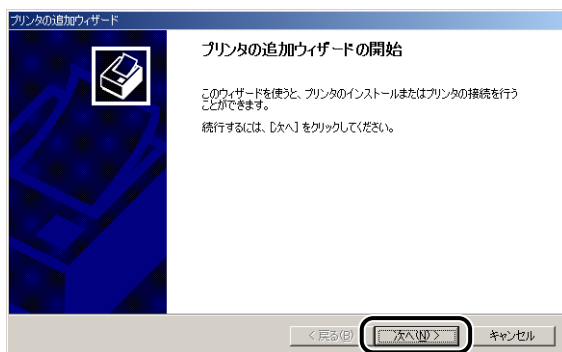 プリンタの追加ウィザード
プリンタの追加ウィザードの開始
このウィザードを使うと、プリンタのインストールまたはプリンタの接続を行う
ことができます。
続行するには、[次へ] をクリックしてください。
< 戻る(B)
次へ(N) >
キャンセル